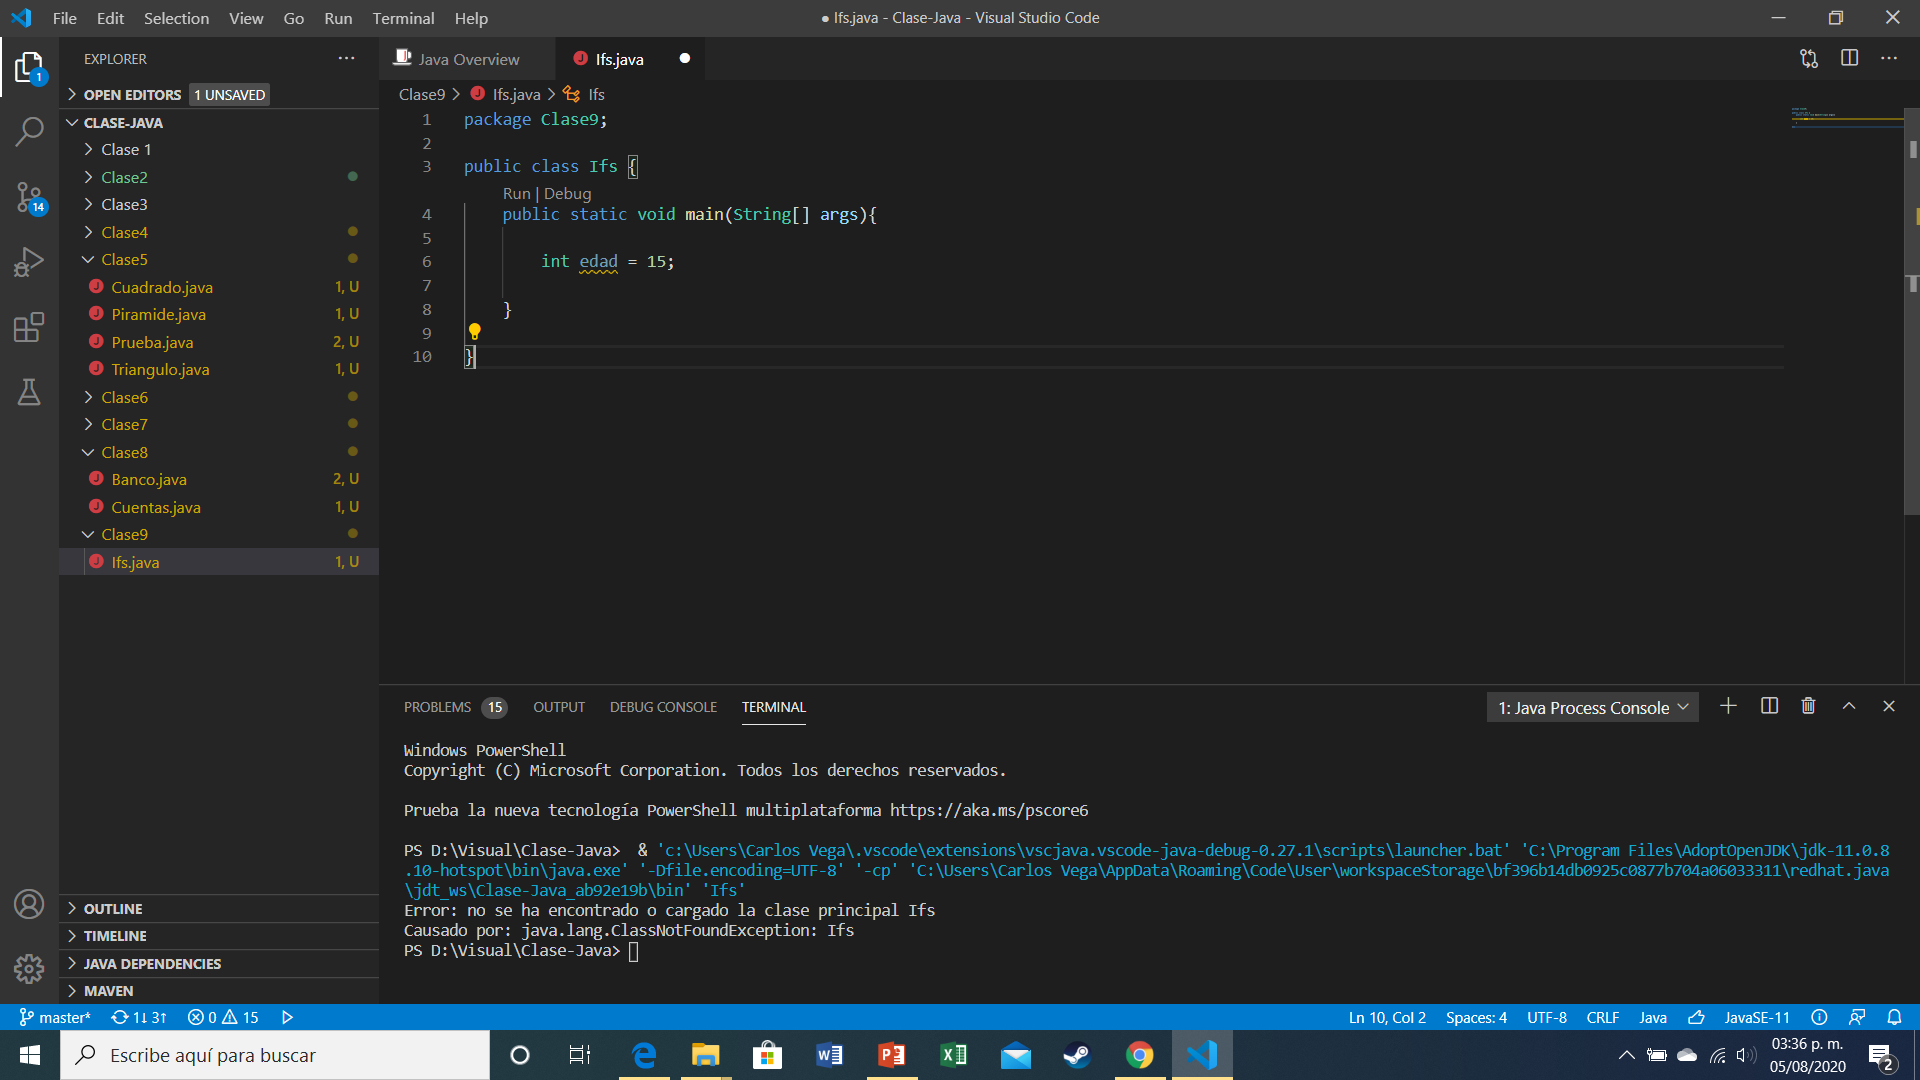 File Edit Selection View Go Run Terminal Help
● Ifs.java - Clase-Java - Visual Studio Code
EXPLORER
1
OPEN EDITORS 1 UNSAVED
CLASE-JAVA
Clase 1
Clase2
Clase3
14
Clase4
Clase5
Cuadrado.java 1, U
Piramide.java 1, U
Prueba.java 2, U
Triangulo.java 1, U
Clase6
Clase7
Clase8
Banco.java 2, U
Cuentas.java 1, U
Clase9
Ifs.java 1, U
OUTLINE
TIMELINE
JAVA DEPENDENCIES
MAVEN
Java Overview
Ifs.java
Clase9 > Ifs.java > Ifs
1 package Clase9;
2
3 public class Ifs {
Run | Debug
4 public static void main(String[] args){
5
6 int edad = 15;
7
8 }
9
10 }
PROBLEMS 15 OUTPUT DEBUG CONSOLE TERMINAL
1: Java Process Console
Windows PowerShell
Copyright (C) Microsoft Corporation. Todos los derechos reservados.
Prueba la nueva tecnología PowerShell multiplataforma https://aka.ms/pscore6
PS D:\Visual\Clase-Java>  & 'c:\Users\Carlos Vega\.vscode\extensions\vscjava.vscode-java-debug-0.27.1\scripts\launcher.bat' 'C:\Program Files\AdoptOpenJDK\jdk-11.0.8
.10-hotspot\bin\java.exe' '-Dfile.encoding=UTF-8' '-cp' 'C:\Users\Carlos Vega\AppData\Roaming\Code\User\workspaceStorage\bf396b14db0925c0877b704a06033311\redhat.java
\jdt_ws\Clase-Java_ab92e19b\bin' 'Ifs'
Error: no se ha encontrado o cargado la clase principal Ifs
Causado por: java.lang.ClassNotFoundException: Ifs
PS D:\Visual\Clase-Java>
master* 1↓ 3↑ 0 15
Ln 10, Col 2 Spaces: 4 UTF-8 CRLF Java JavaSE-11
Escribe aquí para buscar
03:36 p. m.
05/08/2020
2